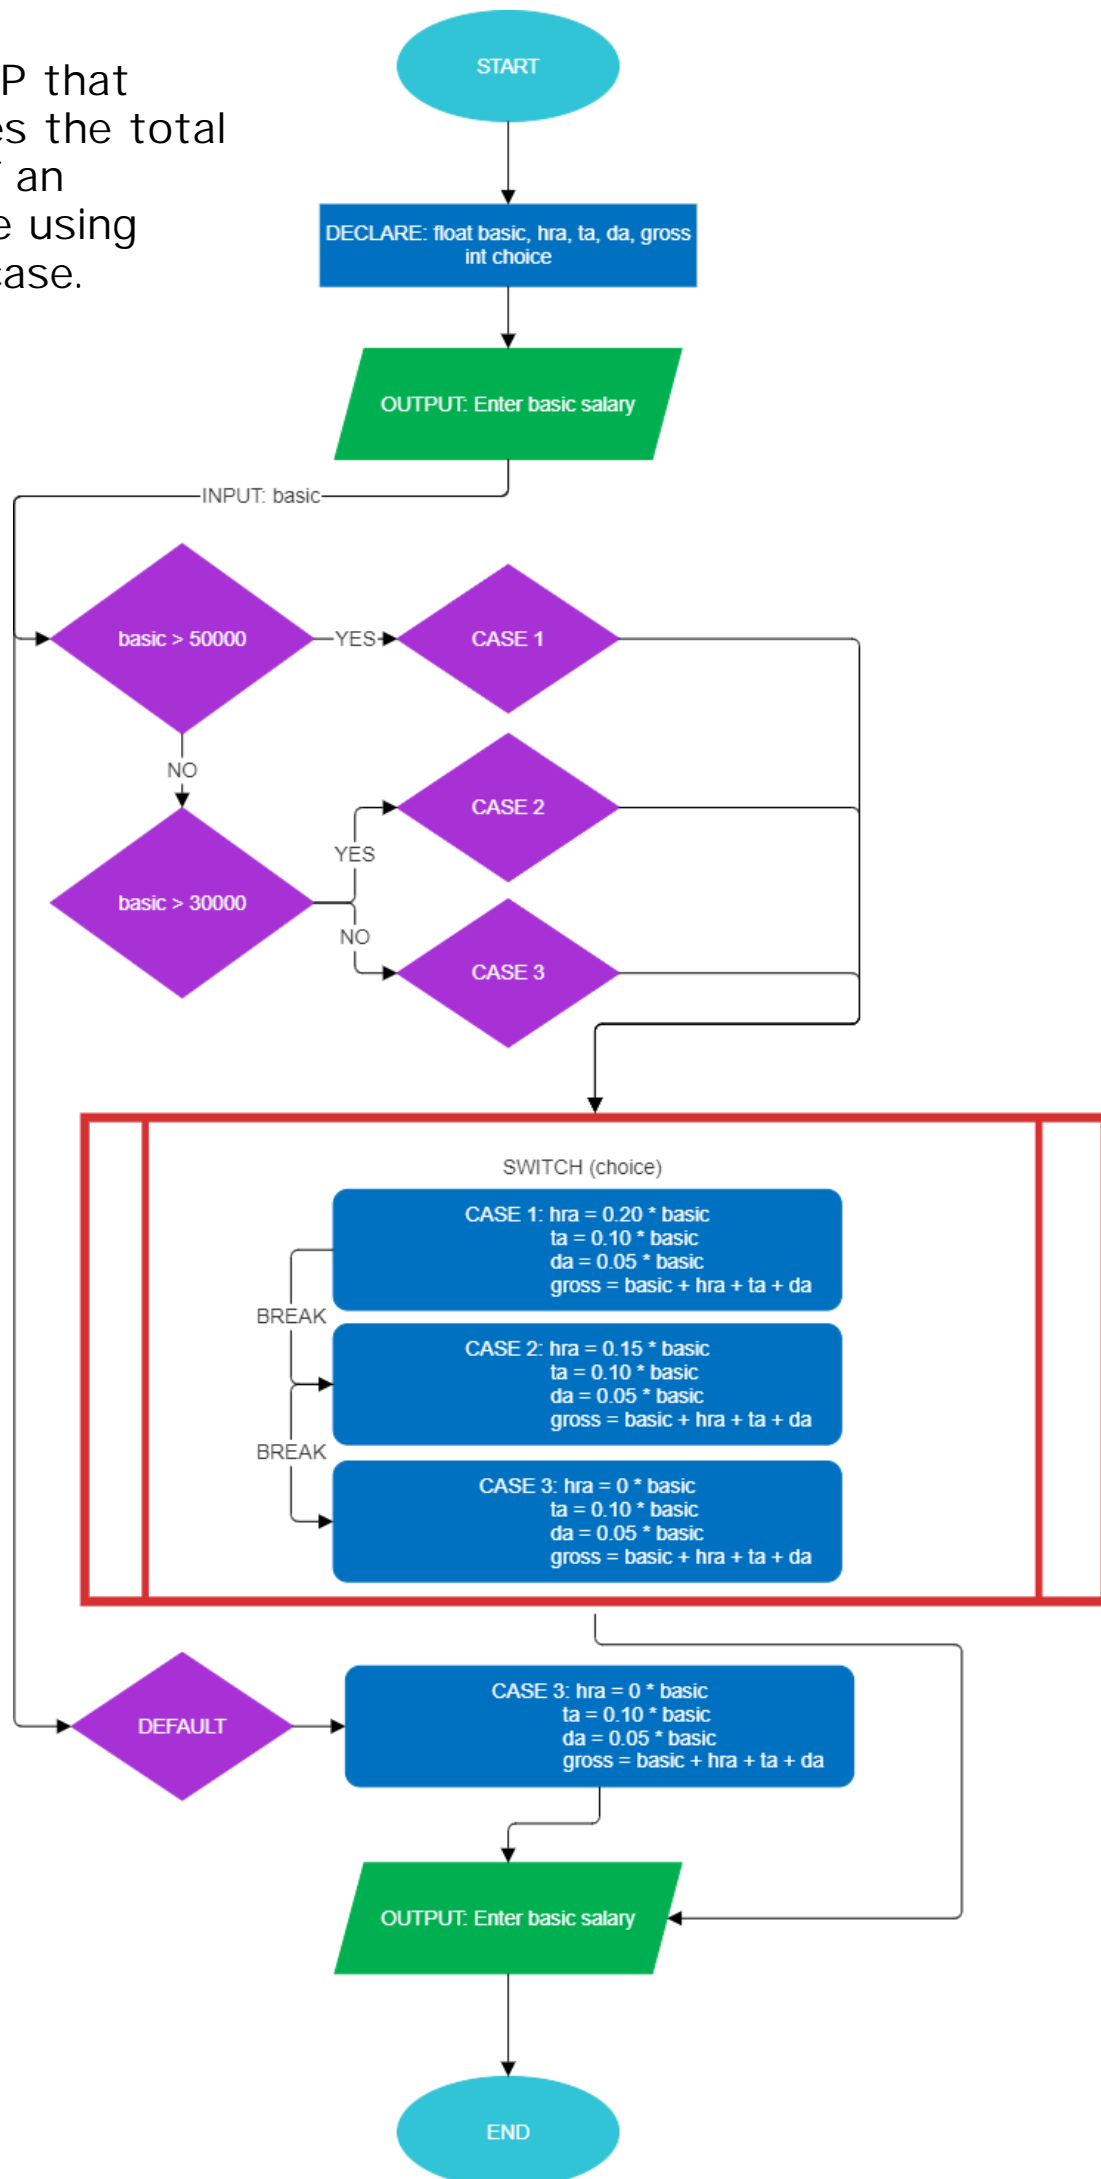 START
P that
es the total
an
e using
case.
DECLARE: float basic, hra, ta, da, gross
int choice
OUTPUT: Enter basic salary
INPUT: basic
basic > 50000
YES
CASE 1
NO
CASE 2
YES
basic > 30000
NO
CASE 3
SWITCH (choice)
CASE 1: hra = 0.20 * basic
ta = 0.10 * basic
da = 0.05 * basic
gross = basic + hra + ta + da
BREAK
CASE 2: hra = 0.15 * basic
ta = 0.10 * basic
da = 0.05 * basic
gross = basic + hra + ta + da
BREAK
CASE 3: hra = 0 * basic
ta = 0.10 * basic
da = 0.05 * basic
gross = basic + hra + ta + da
DEFAULT
CASE 3: hra = 0 * basic
ta = 0.10 * basic
da = 0.05 * basic
gross = basic + hra + ta + da
OUTPUT: Enter basic salary
END